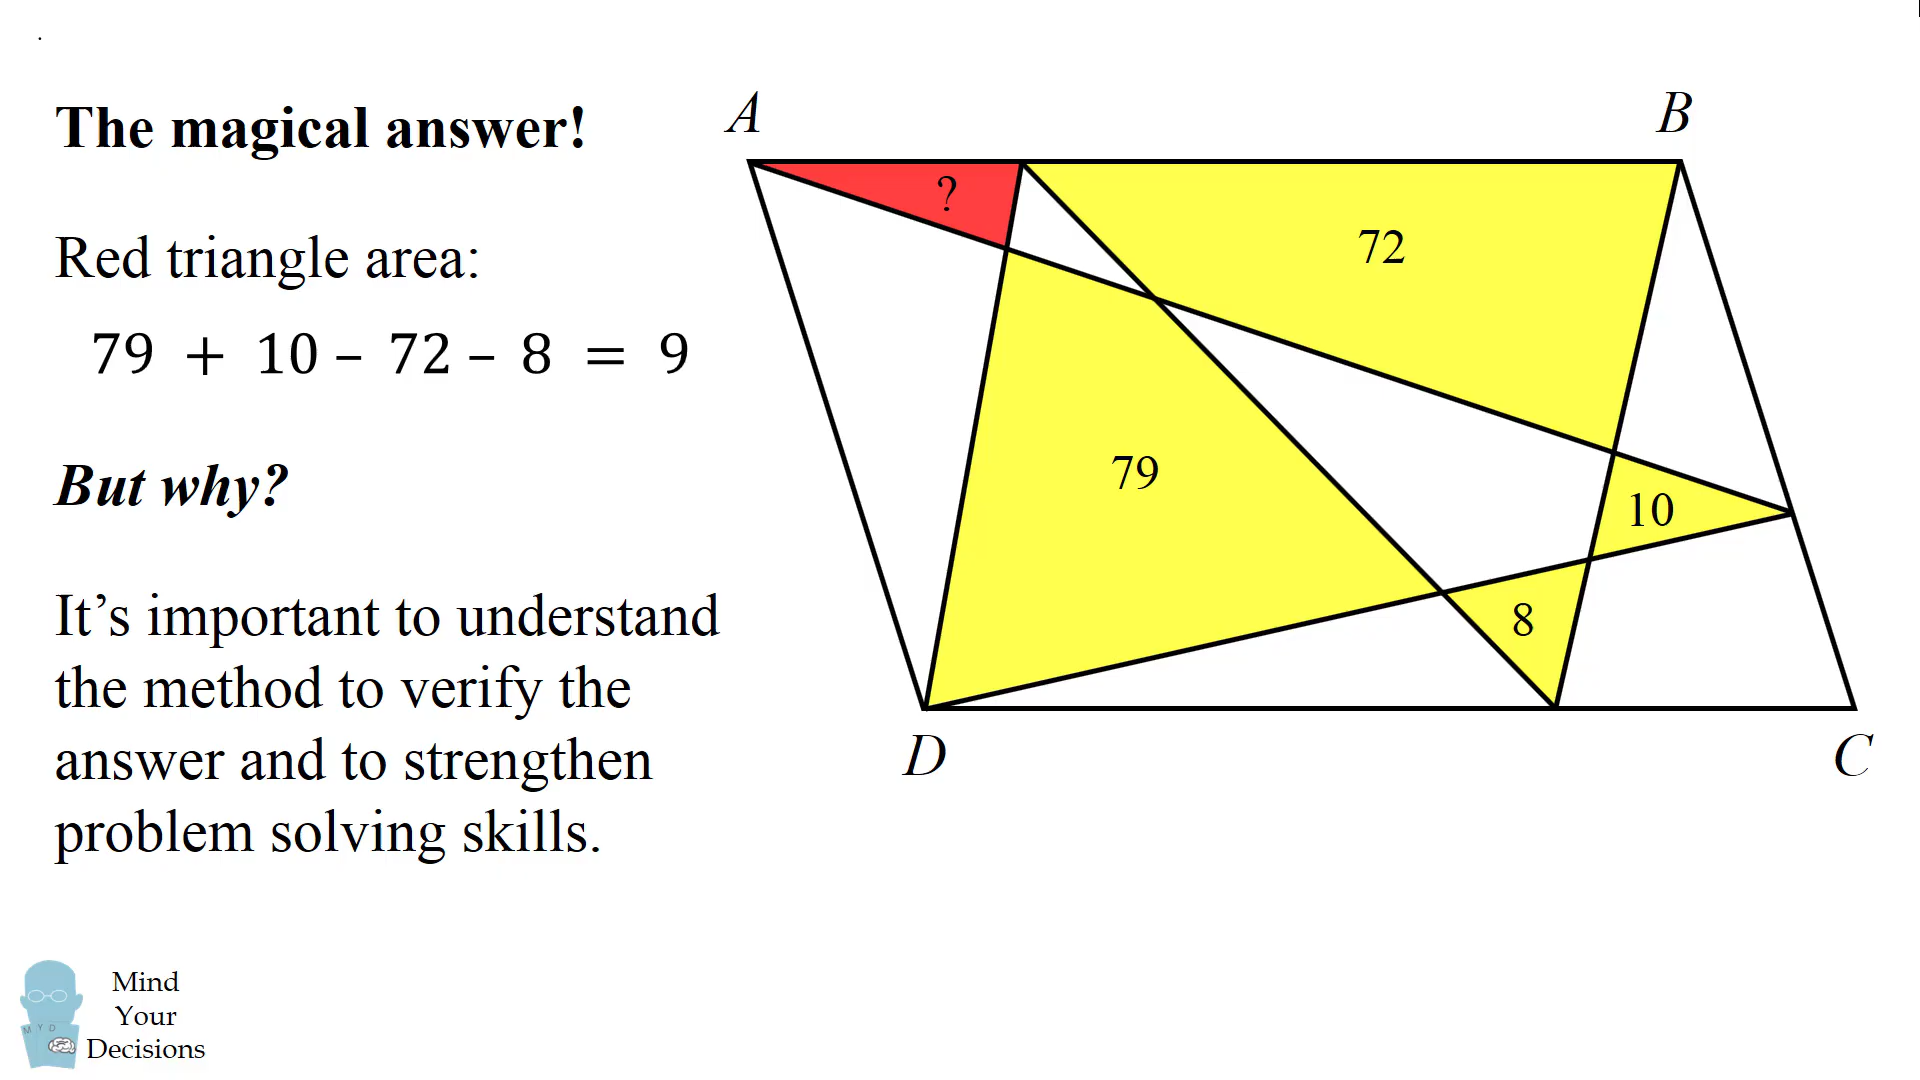 The magical answer!
Red triangle area:
79 + 10 – 72 – 8 = 9
But why?
It’s important to understand
the method to verify the
answer and to strengthen
problem solving skills.
A
B
?
72
79
10
8
D
C
M Y D
Mind
Your
Decisions